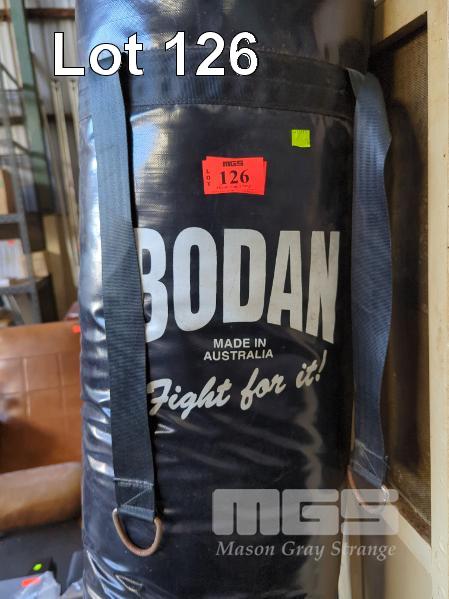 Lot 126
MGS
LOT
126
BODAN
MADE IN
AUSTRALIA
Fight for it!
MGS
Mason Gray Strange